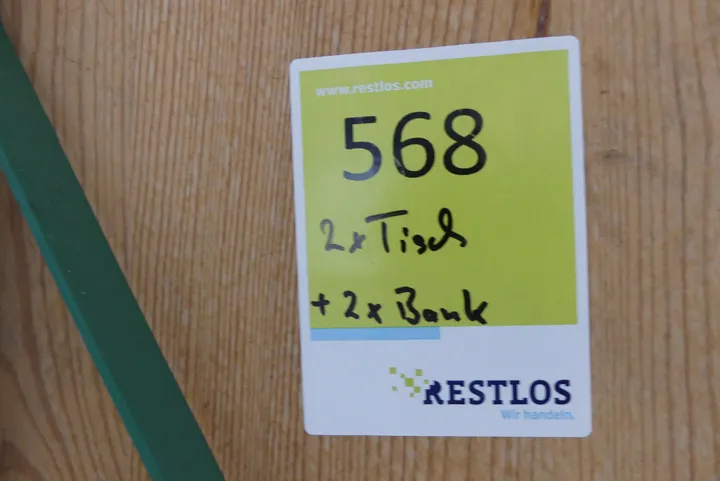 www.restlos.com
568
2x Tisch
+ 2x Bank
RESTLOS
Wir handeln.